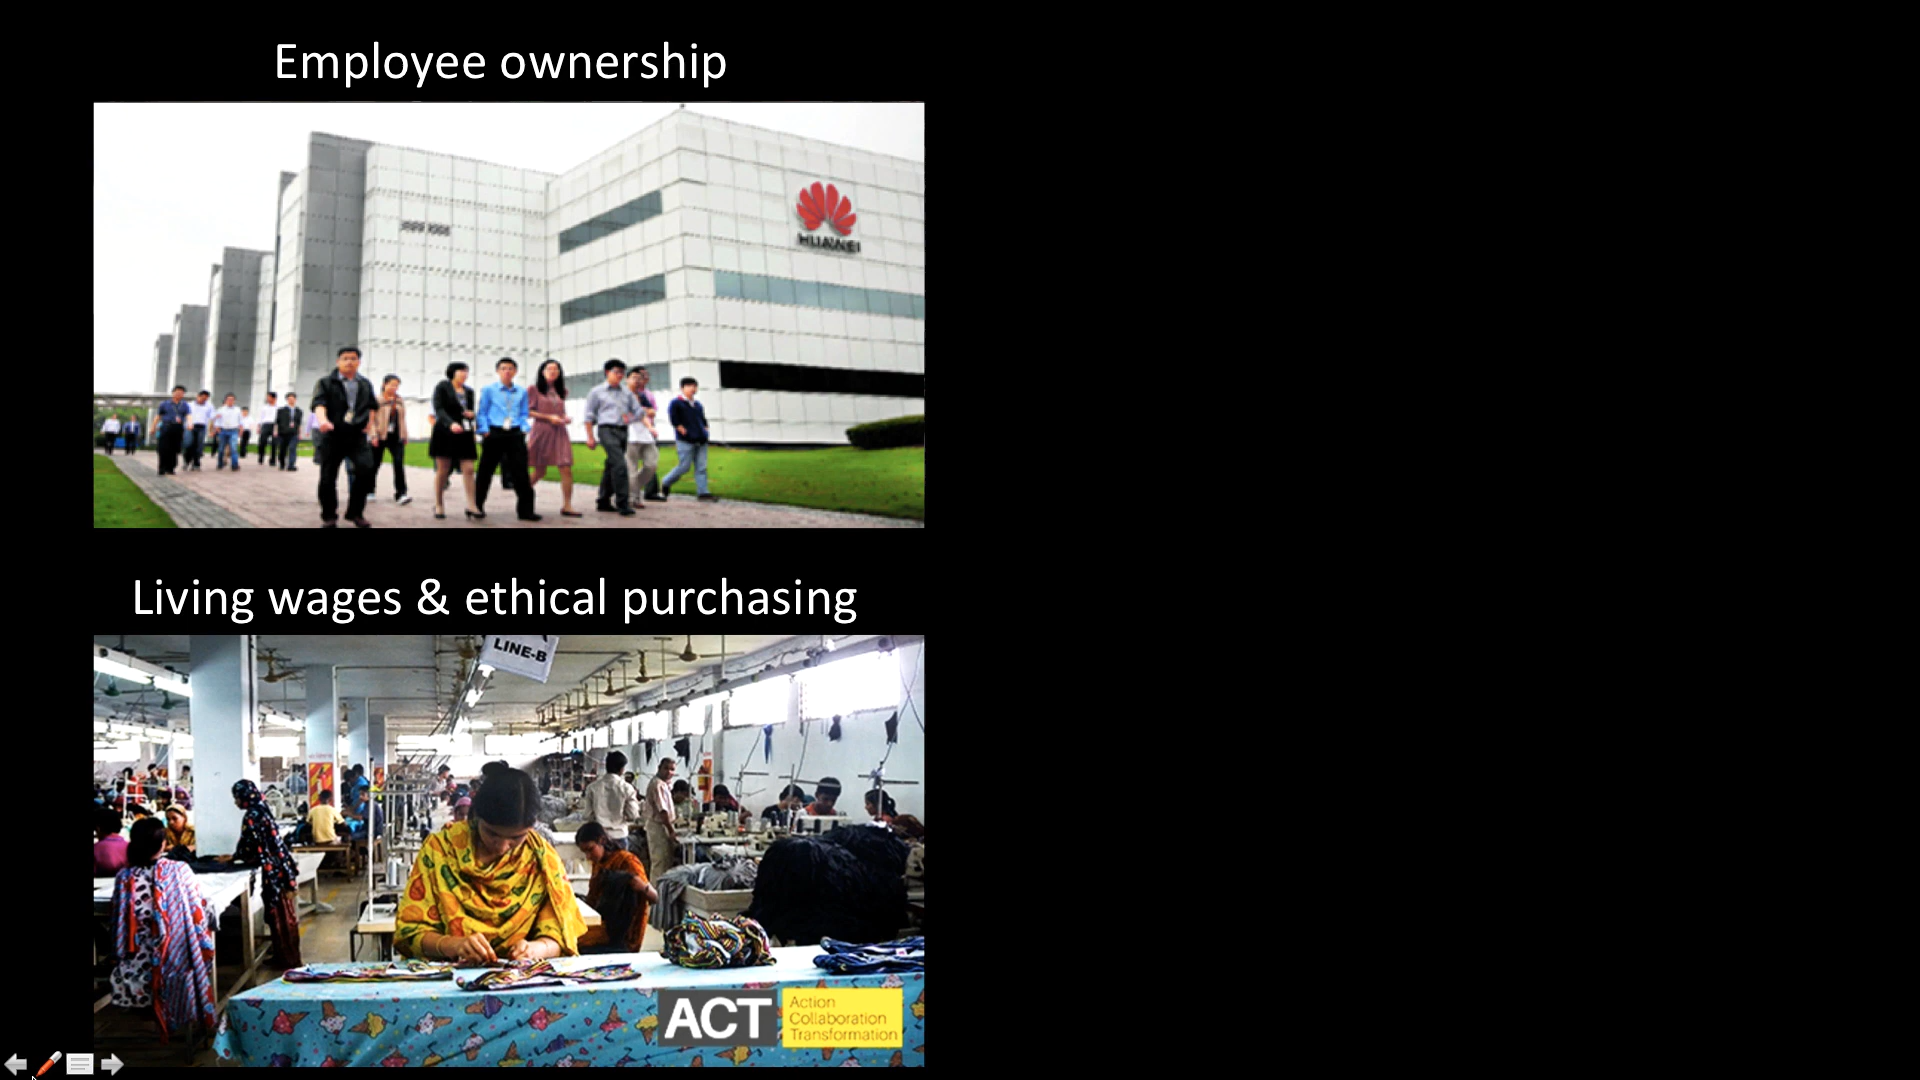 Employee ownership
HUAWEI
Living wages & ethical purchasing
LINE-B
ACT
Action
Collaboration
Transformation